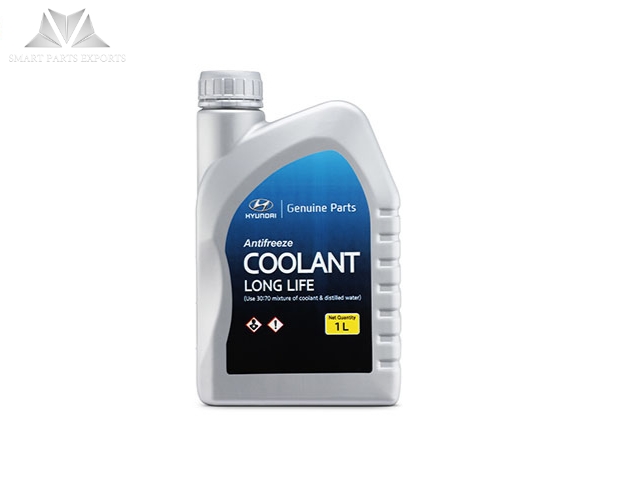 SMART PARTS EXPORTS
HYUNDAI
Genuine Parts
Antifreeze
COOLANT
LONG LIFE
(Use 30:70 mixture of coolant & distilled water)
Net Quantity
1 L